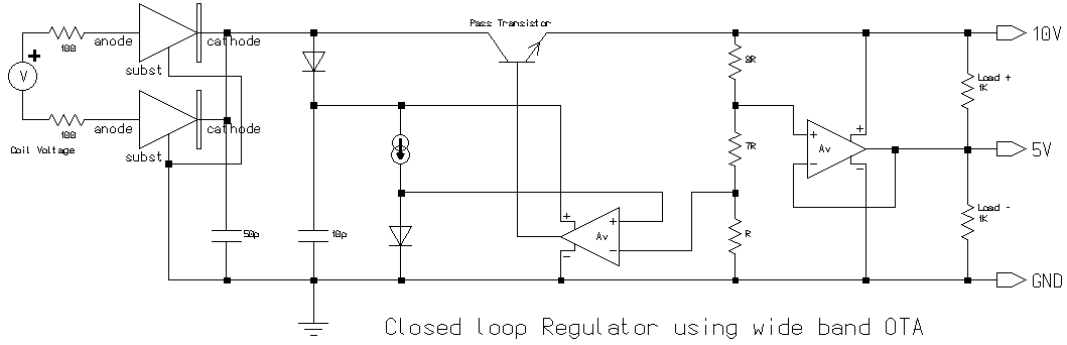 Pass Transistor
10V
100
anode
cathode
subst
8R
Load +
1K
+
V
+
+
-
Av
5V
100
anode
cathode
subst
Coil Voltage
7R
Load -
1K
50p
10p
+
-
+
-
Av
R
GND
Closed loop Regulator using wide band OTA